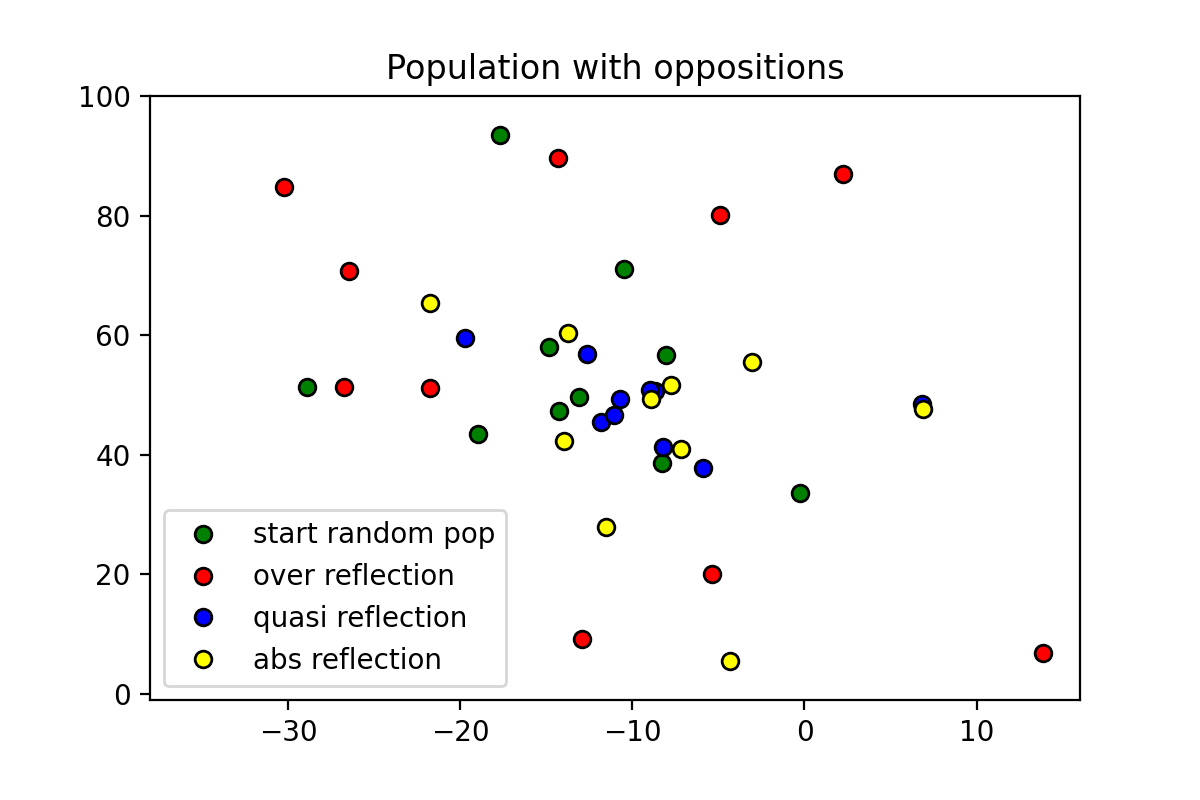 Population with oppositions
100
80
60
40
20
0
start random pop
over reflection
quasi reflection
abs reflection
−30 −20 −10 0 10